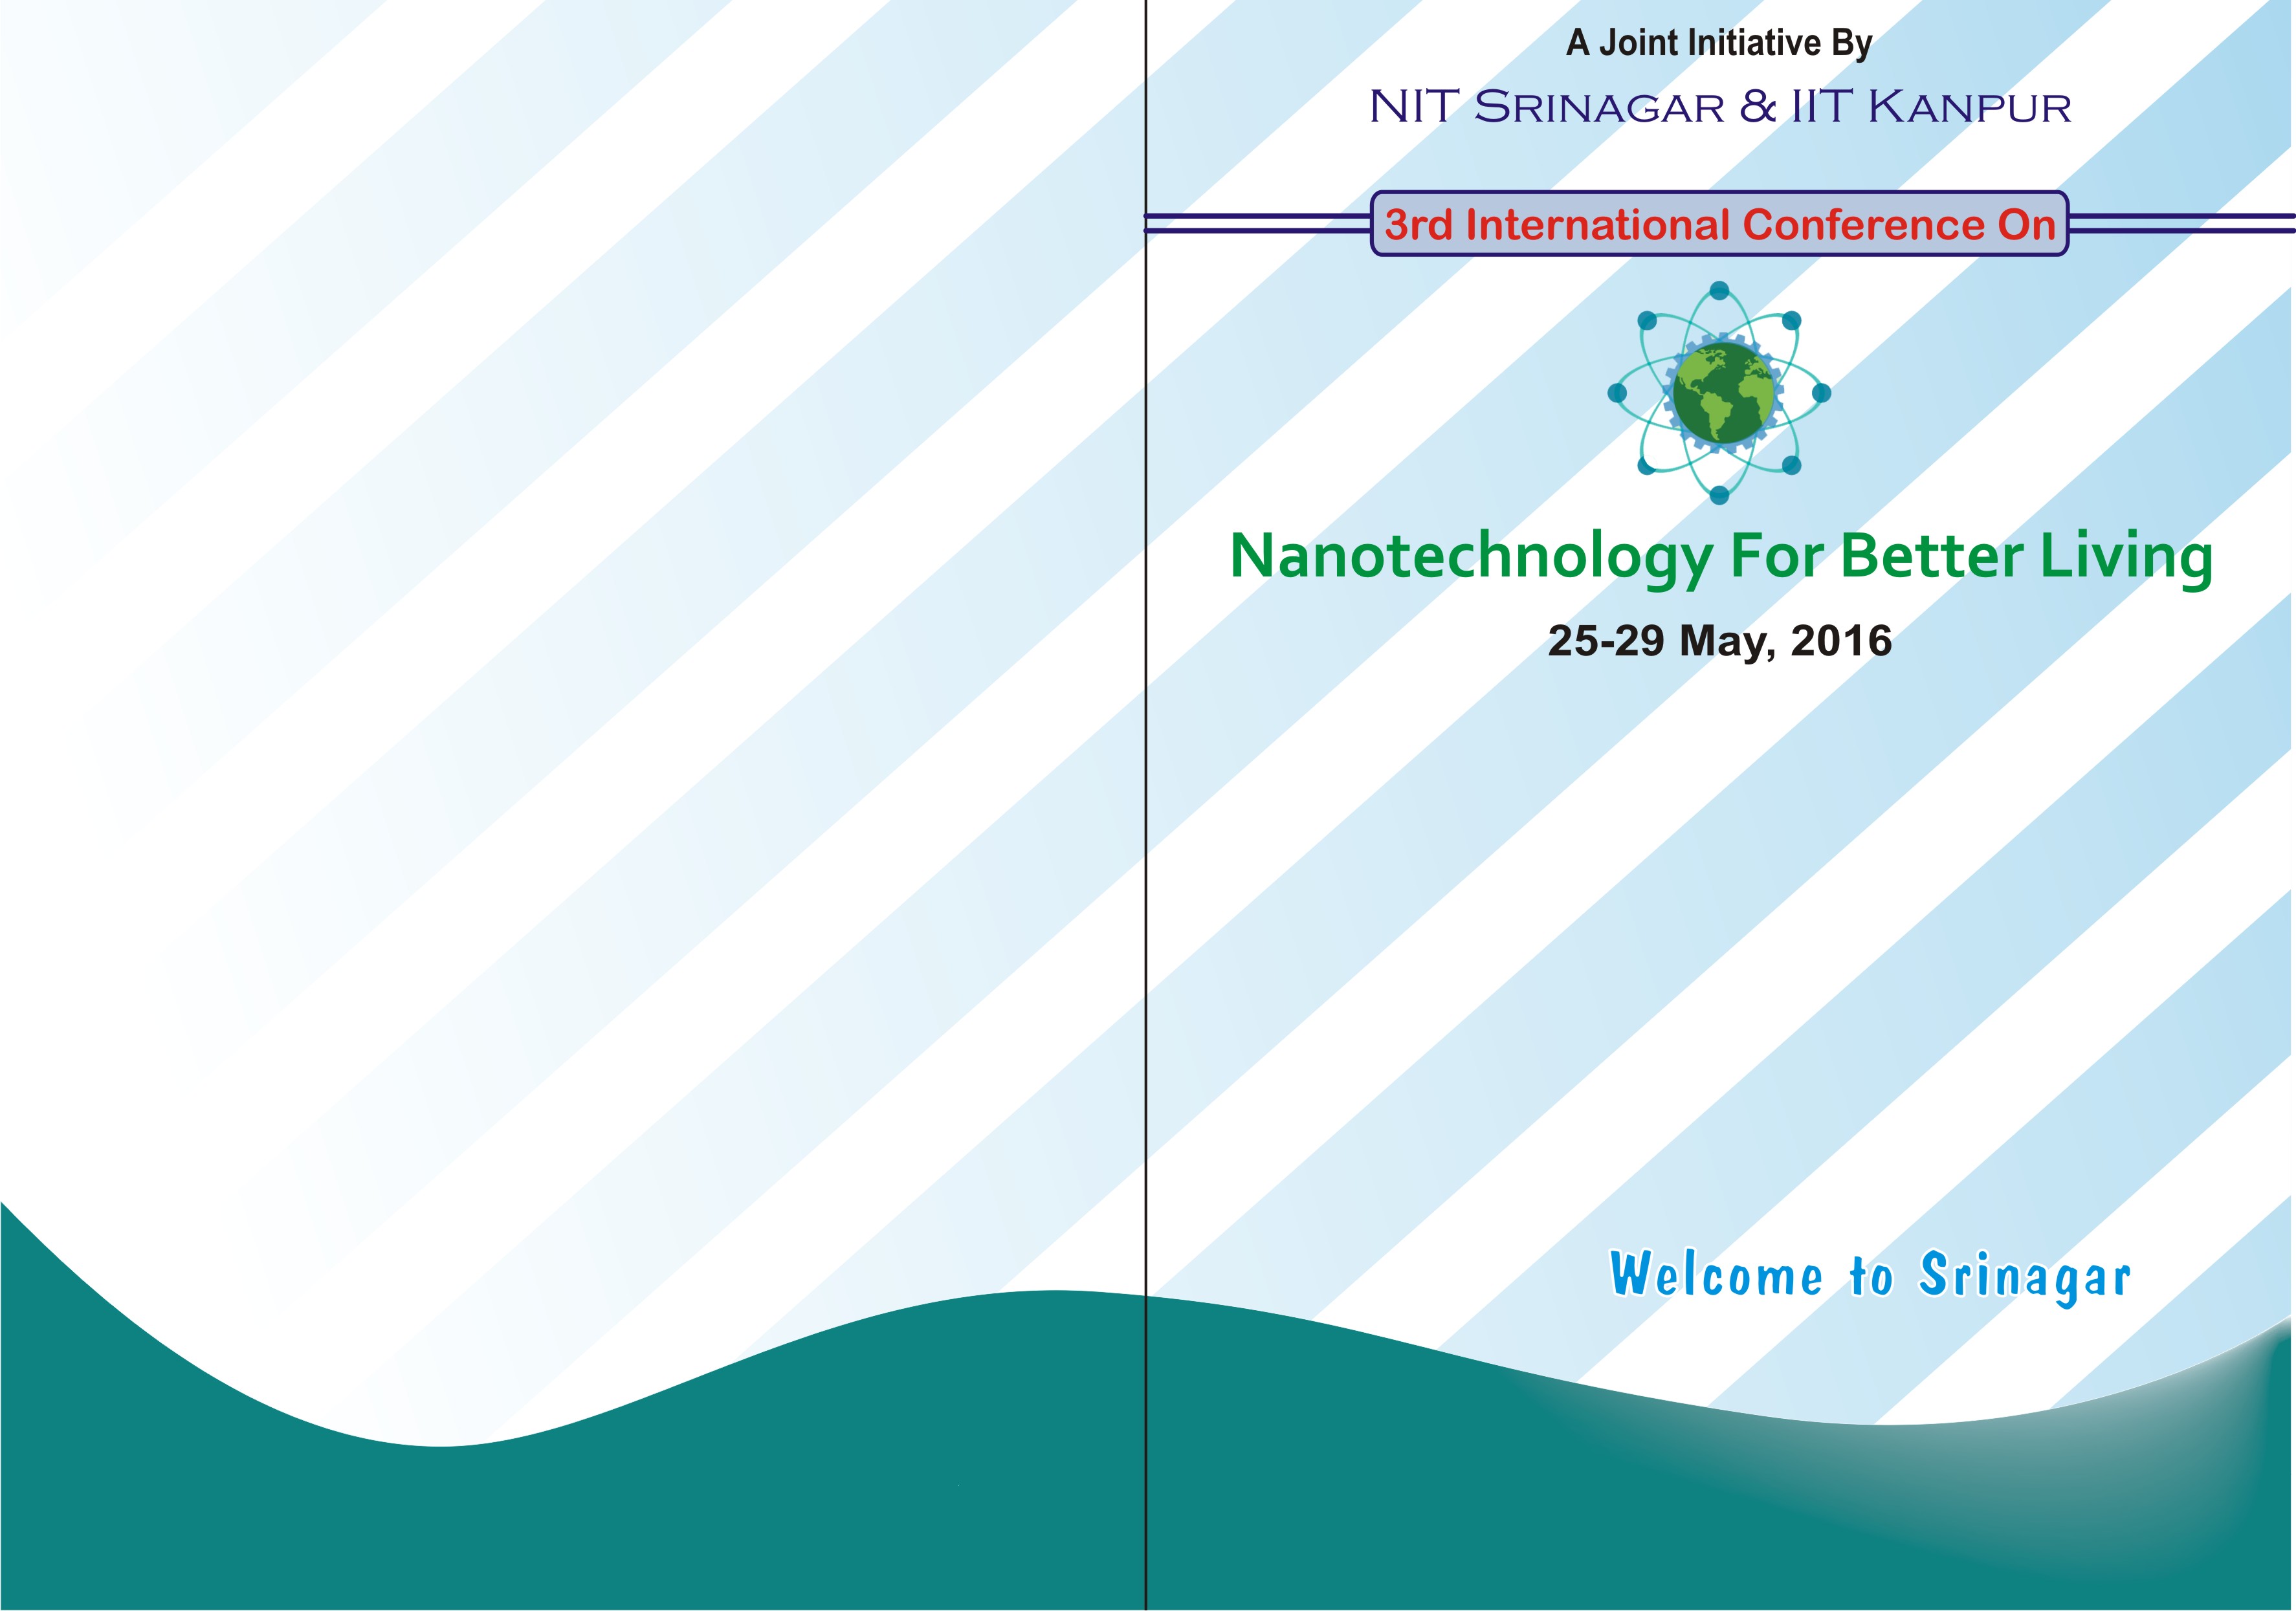 A Joint Initiative By
NIT SRINAGAR & IIT KANPUR
3rd International Conference On
Nanotechnology For Better Living
25-29 May, 2016
Welcome to Srinagar